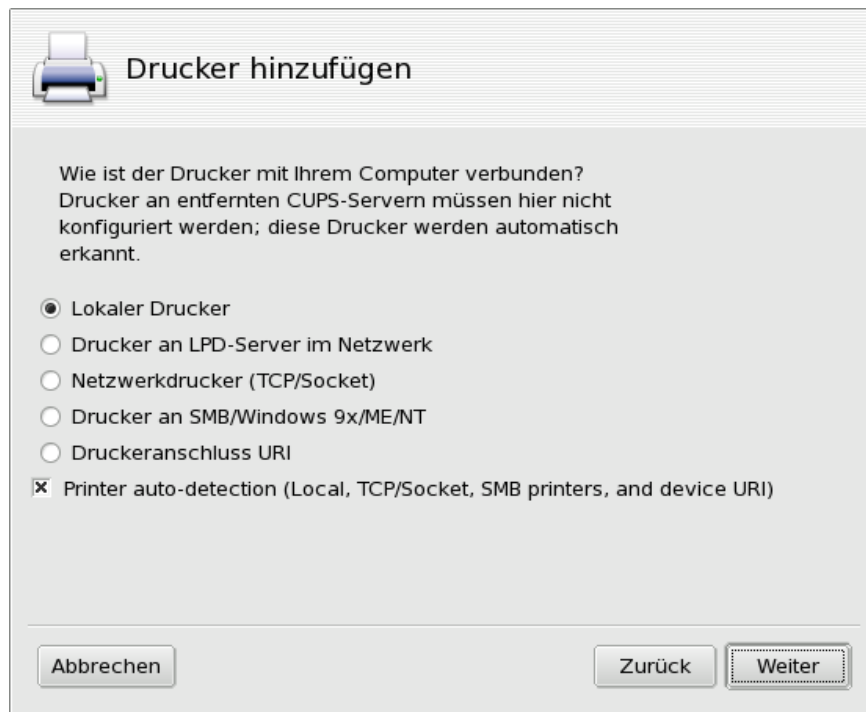 Drucker hinzufügen
Wie ist der Drucker mit Ihrem Computer verbunden?
Drucker an entfernten CUPS-Servern müssen hier nicht
konfiguriert werden; diese Drucker werden automatisch
erkannt.
Lokaler Drucker
Drucker an LPD-Server im Netzwerk
Netzwerkdrucker (TCP/Socket)
Drucker an SMB/Windows 9x/ME/NT
Druckeranschluss URI
Printer auto-detection (Local, TCP/Socket, SMB printers, and device URI)
Abbrechen
Zurück
Weiter